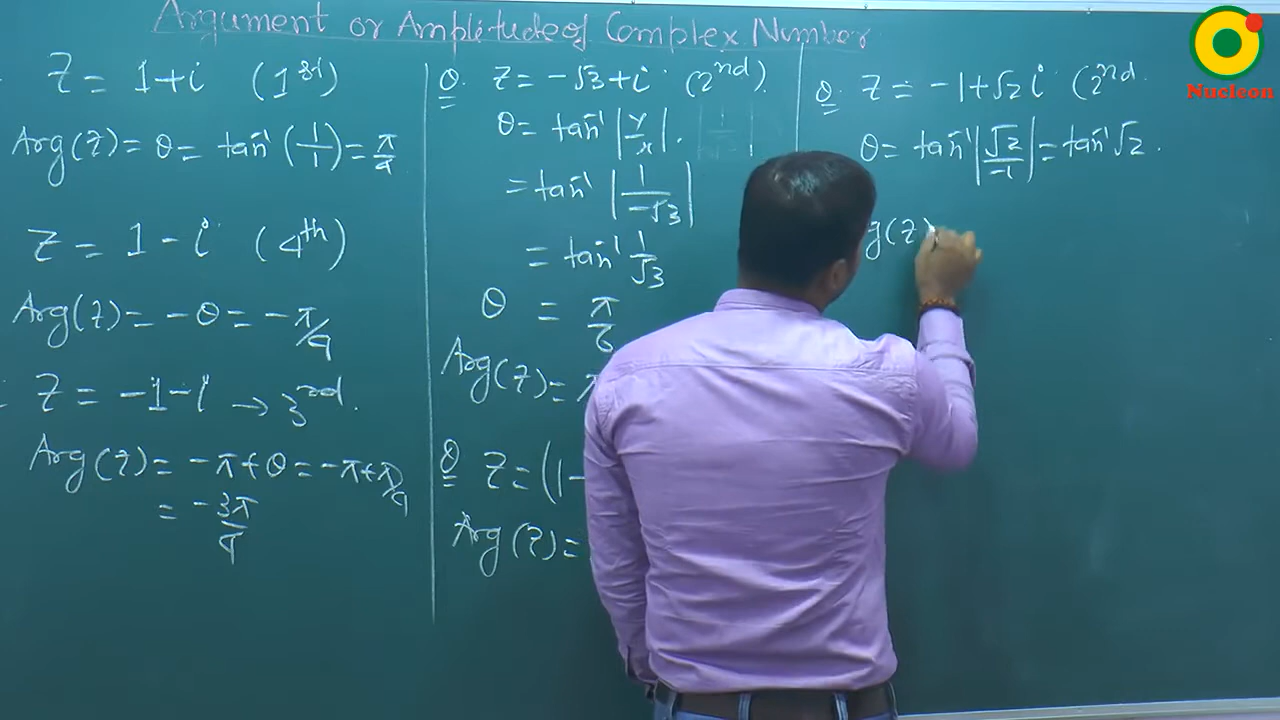 Argument or Amplitude of Complex Number
Z = 1+i (1st)
Arg(Z) = θ = tan⁻¹(1/1) = π/4
Z = 1-i (4th)
Arg(Z) = -θ = -π/4
Z = -1-i → 3rd.
Arg(Z) = -π+θ = -π+π/4
= -3π/4
Q. Z = -√3+i (2nd).
θ = tan⁻¹|y/x|.
= tan⁻¹|1/-√3|
= tan⁻¹ 1/√3
θ = π/6
Arg(Z) = π
Q Z = (1-
Arg(Z) =
Q. Z = -1+√2i (2nd
θ = tan⁻¹|√2/-1| = tan⁻¹√2.
g(Z)
Nucleon